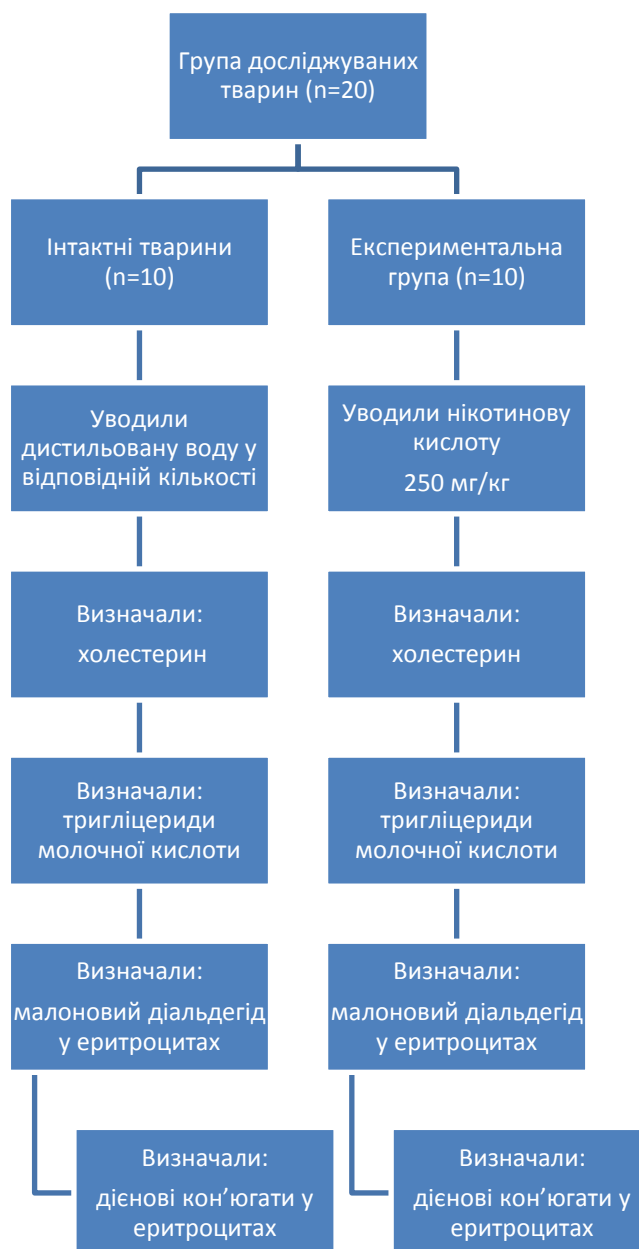 Група досліджуваних
тварин (n=20)
Інтактні тварини
(n=10)
Експериментальна
група (n=10)
Уводили
дистильовану воду у
відповідній кількості
Уводили нікотинову
кислоту
250 мг/кг
Визначали:
холестерин
Визначали:
холестерин
Визначали:
тригліцериди
молочної кислоти
Визначали:
тригліцериди
молочної кислоти
Визначали:
малоновий діальдегід
у еритроцитах
Визначали:
малоновий діальдегід
у еритроцитах
Визначали:
дієнові кон’югати у
еритроцитах
Визначали:
дієнові кон’югати у
еритроцитах